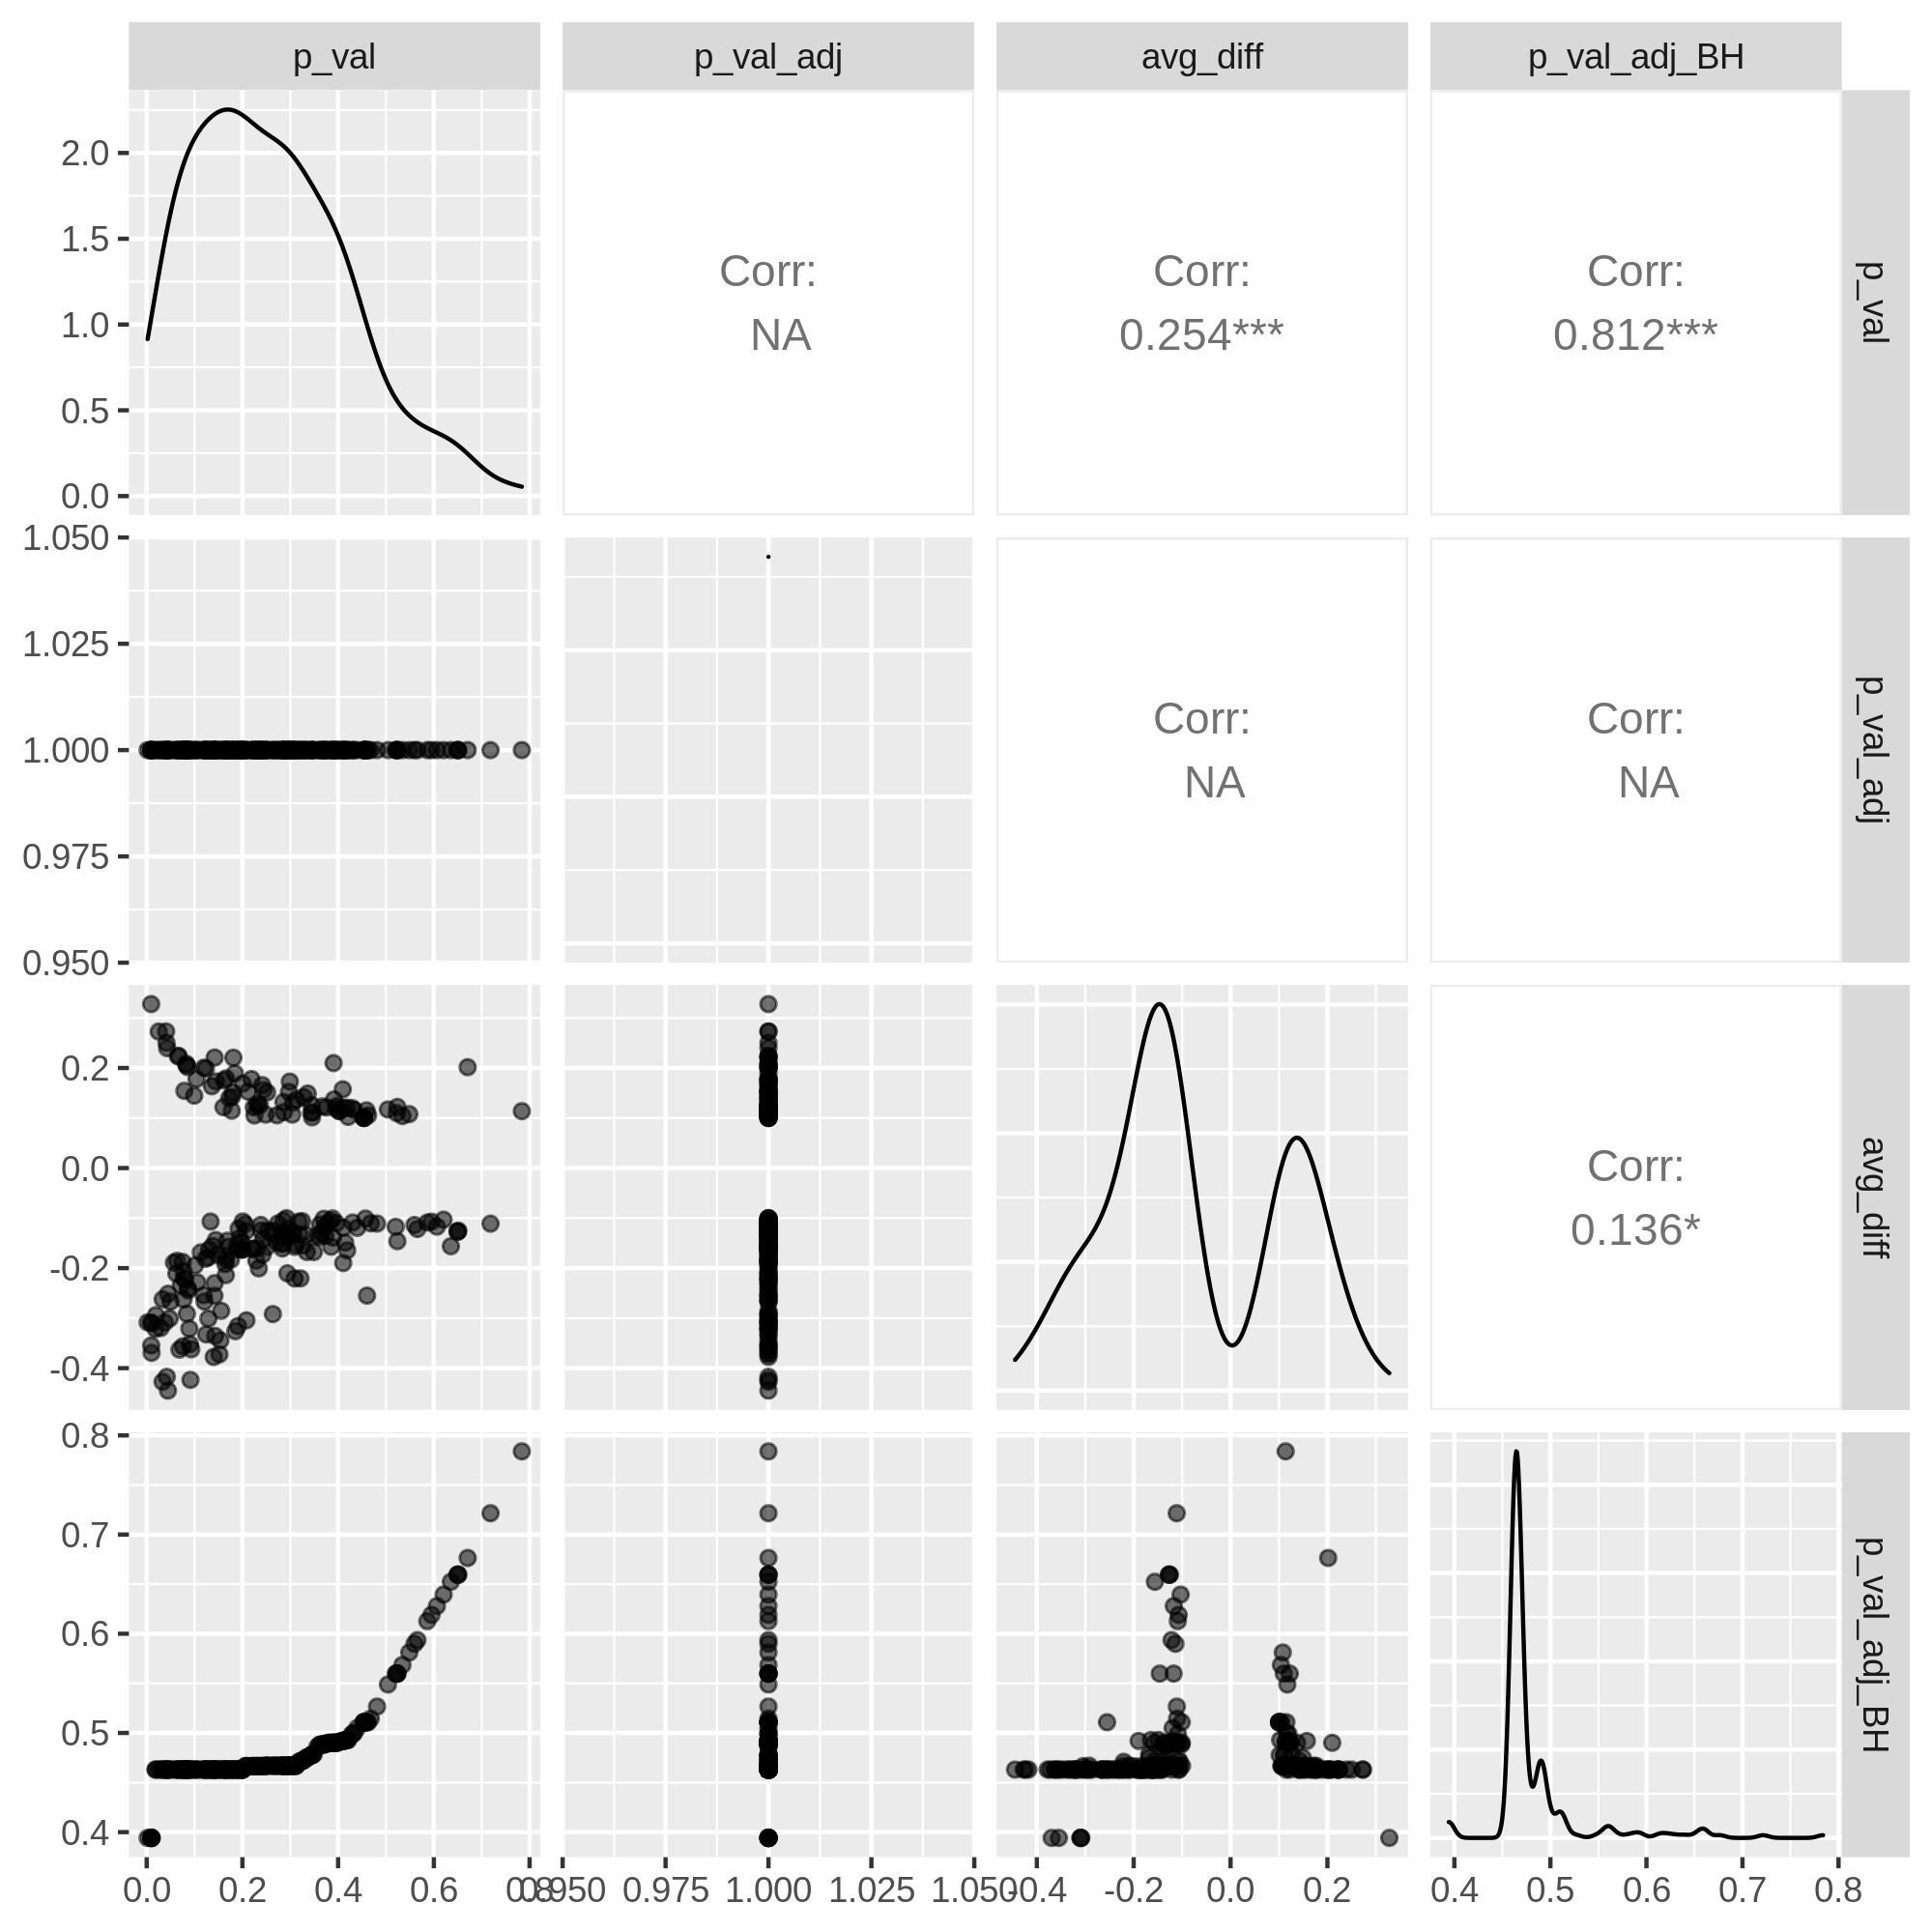 p_val p_val_adj avg_diff p_val_adj_BH
2.0
1.5
1.0
0.5
0.0
Corr:
NA
Corr:
0.254***
Corr:
0.812***
p_val
1.050
1.025
1.000
0.975
0.950
Corr:
NA
Corr:
NA
p_val_adj
0.2
0.0
-0.2
-0.4
Corr:
0.136*
avg_diff
0.8
0.7
0.6
0.5
0.4
p_val_adj_BH
0.0 0.2 0.4 0.6 0.8
0.950 0.975 1.000 1.025 1.050
-0.4 -0.2 0.0 0.2
0.4 0.5 0.6 0.7 0.8